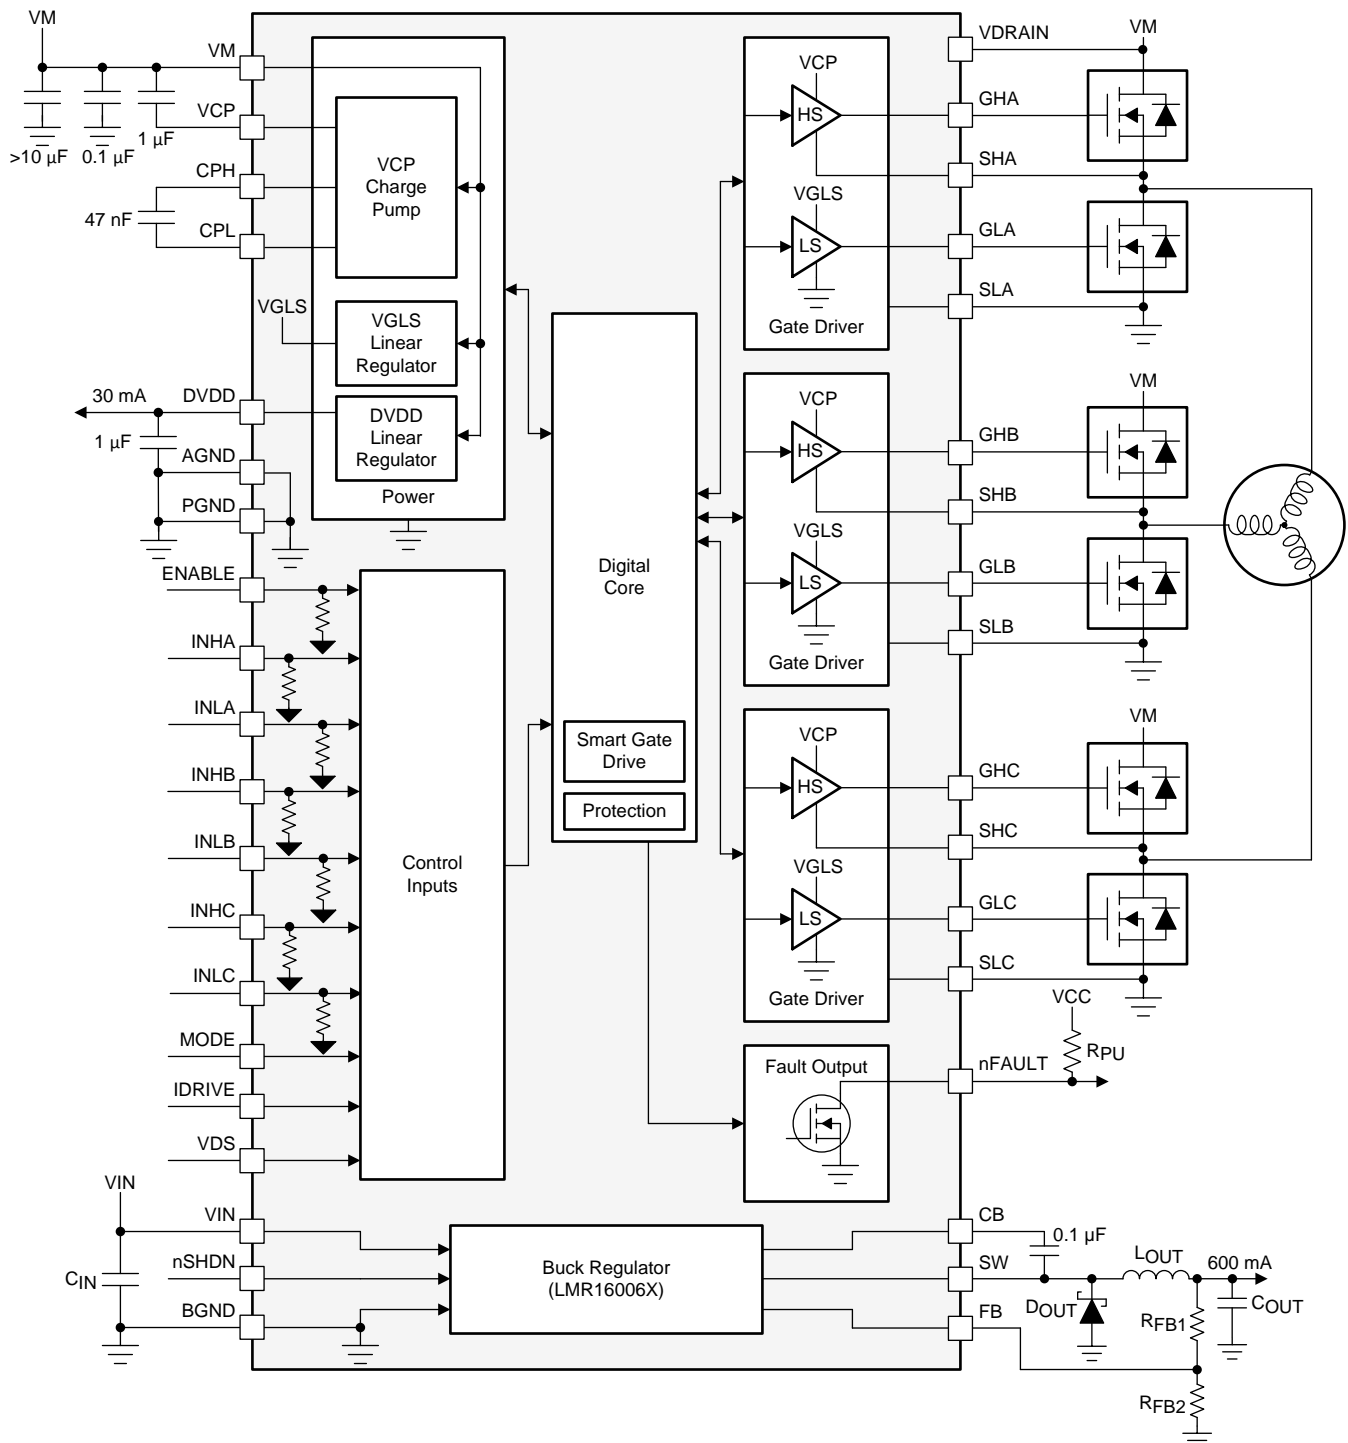 VM
VM
VCP
>10 µF
0.1 µF
1 µF
CPH
47 nF
CPL
VCP
Charge
Pump
VGLS
VGLS
Linear
Regulator
30 mA
DVDD
1 µF
DVDD
Linear
Regulator
AGND
PGND
Power
ENABLE
INHA
INLA
INHB
INLB
INHC
INLC
MODE
IDRIVE
VDS
Control
Inputs
Digital
Core
Smart Gate
Drive
Protection
VCP
HS
VGLS
LS
Gate Driver
VCP
HS
VGLS
LS
Gate Driver
VCP
HS
VGLS
LS
Gate Driver
VDRAIN
VM
GHA
SHA
GLA
SLA
VM
GHB
SHB
GLB
SLB
VM
GHC
SHC
GLC
SLC
VCC
RPU
Fault Output
nFAULT
VIN
VIN
nSHDN
CIN
BGND
Buck Regulator
(LMR16006X)
CB
0.1 µF
SW
LOUT
600 mA
FB
DOUT
COUT
RFB1
RFB2